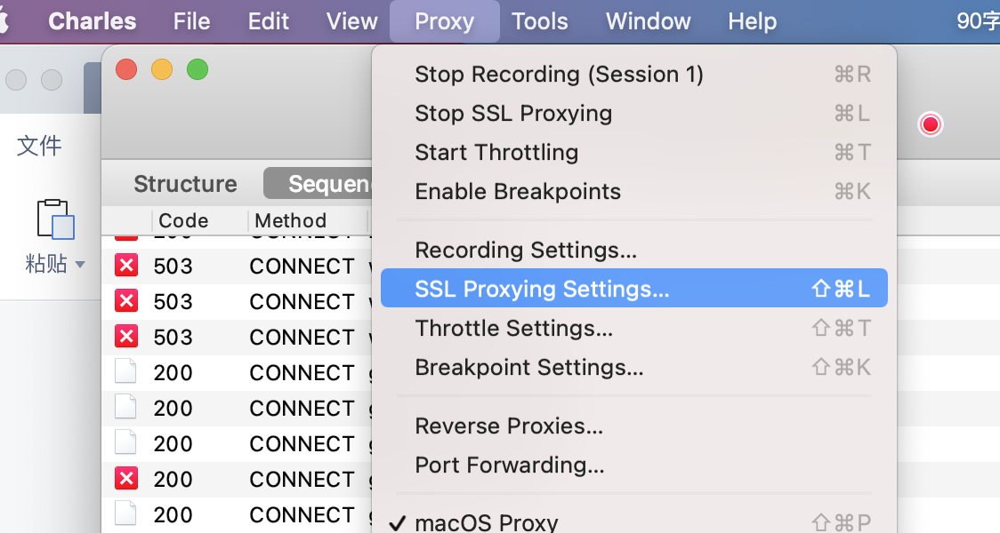 Charles File Edit View Proxy Tools Window Help 90字
Stop Recording (Session 1) ⌘R
Stop SSL Proxying ⌘L
文件
Start Throttling ⌘T
Structure
Enable Breakpoints ⌘K
Code Method
Recording Settings... ⇧⌘L
粘贴
503 CONNECT
SSL Proxying Settings... ⇧⌘L
503 CONNECT
Throttle Settings... ⇧⌘T
503 CONNECT
Breakpoint Settings... ⇧⌘K
200 CONNECT
200 CONNECT
Reverse Proxies...
200 CONNECT
Port Forwarding...
200 CONNECT
200 CONNECT
macOS Proxy ⇧⌘P